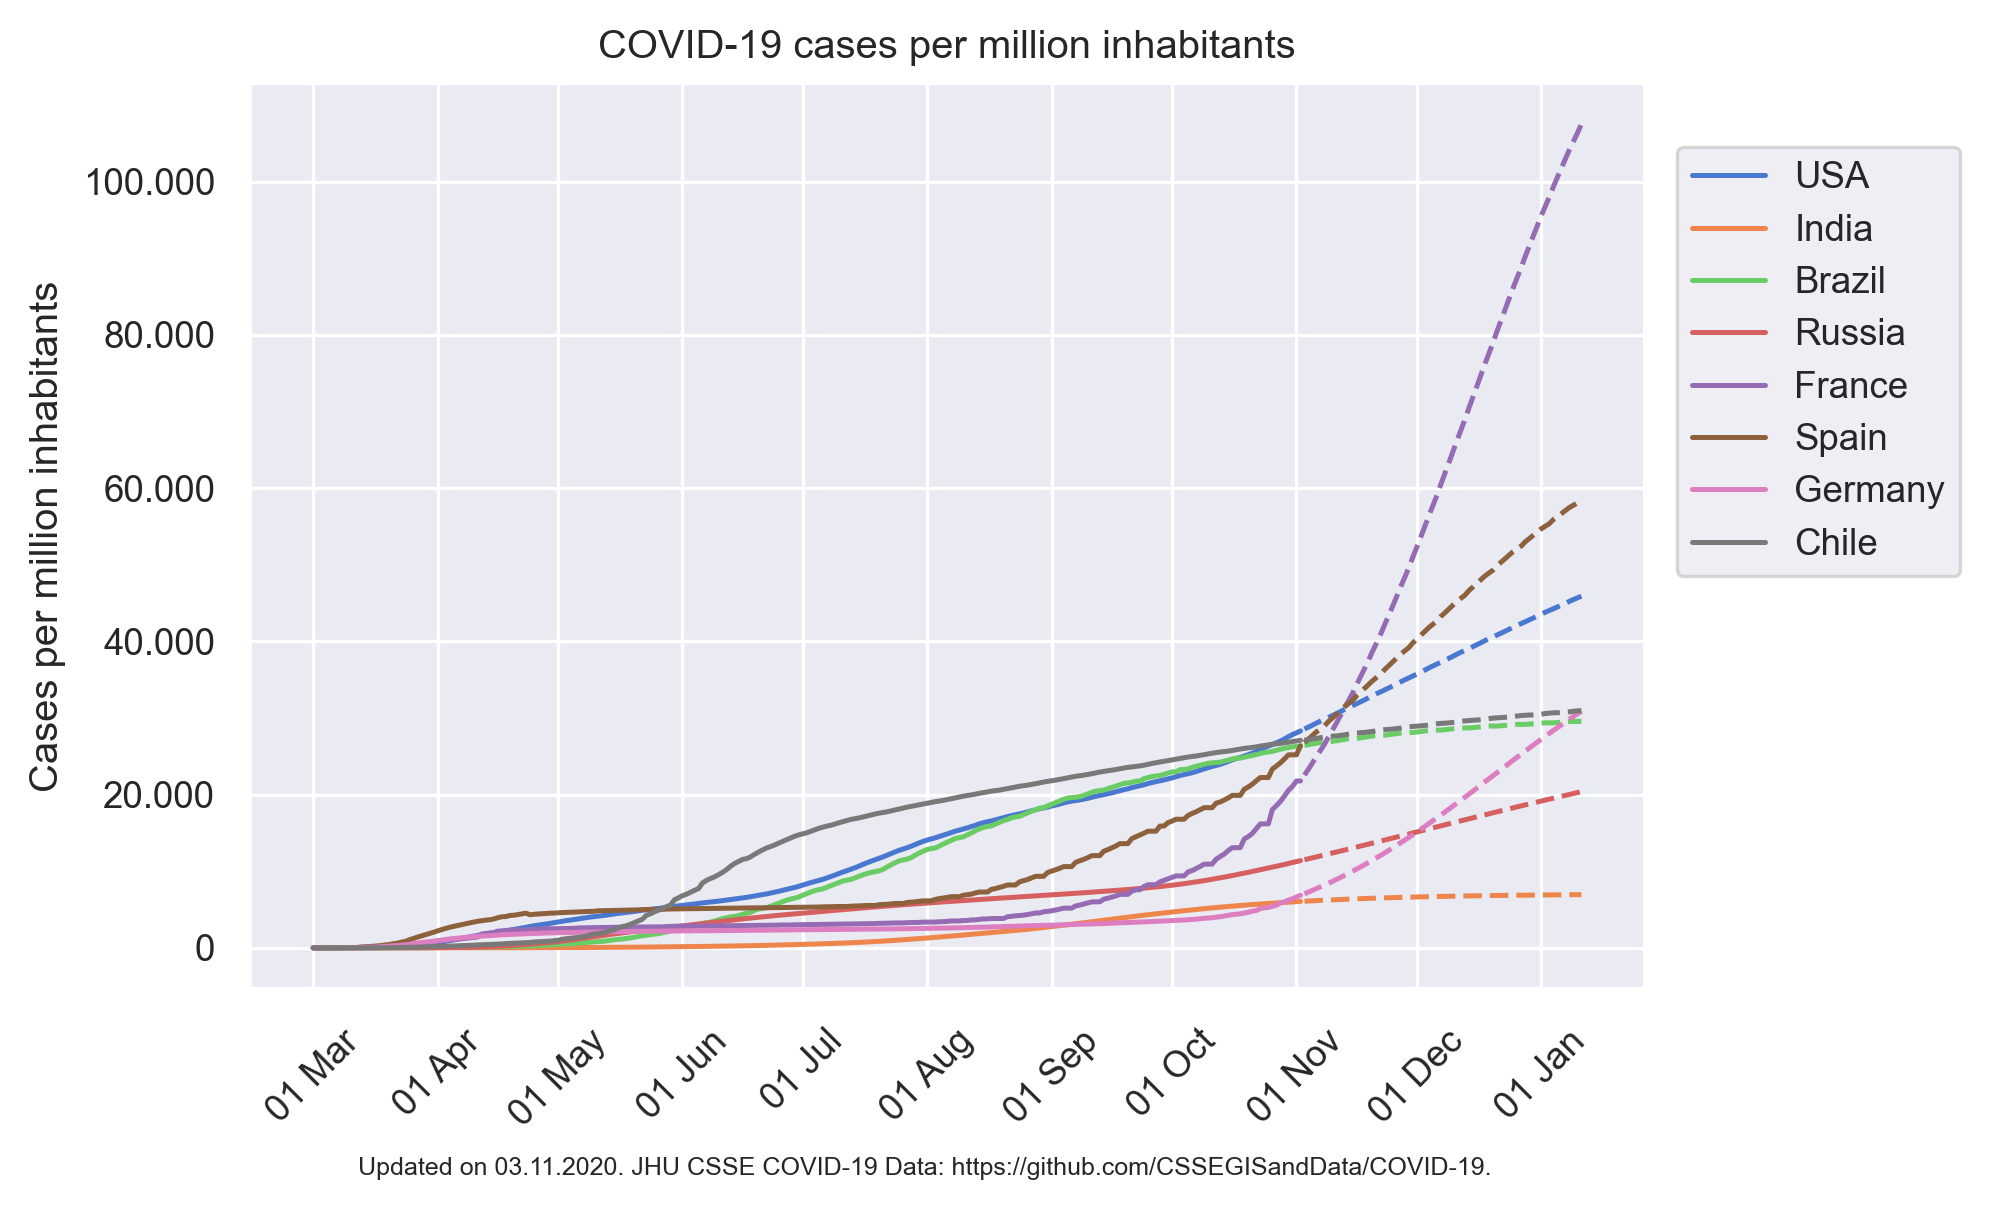 COVID-19 cases per million inhabitants
Cases per million inhabitants
100.000
80.000
60.000
40.000
20.000
0
01 Mar
01 Apr
01 May
01 Jun
01 Jul
01 Aug
01 Sep
01 Oct
01 Nov
01 Dec
01 Jan
USA
India
Brazil
Russia
France
Spain
Germany
Chile
Updated on 03.11.2020. JHU CSSE COVID-19 Data: https://github.com/CSSEGISandData/COVID-19.